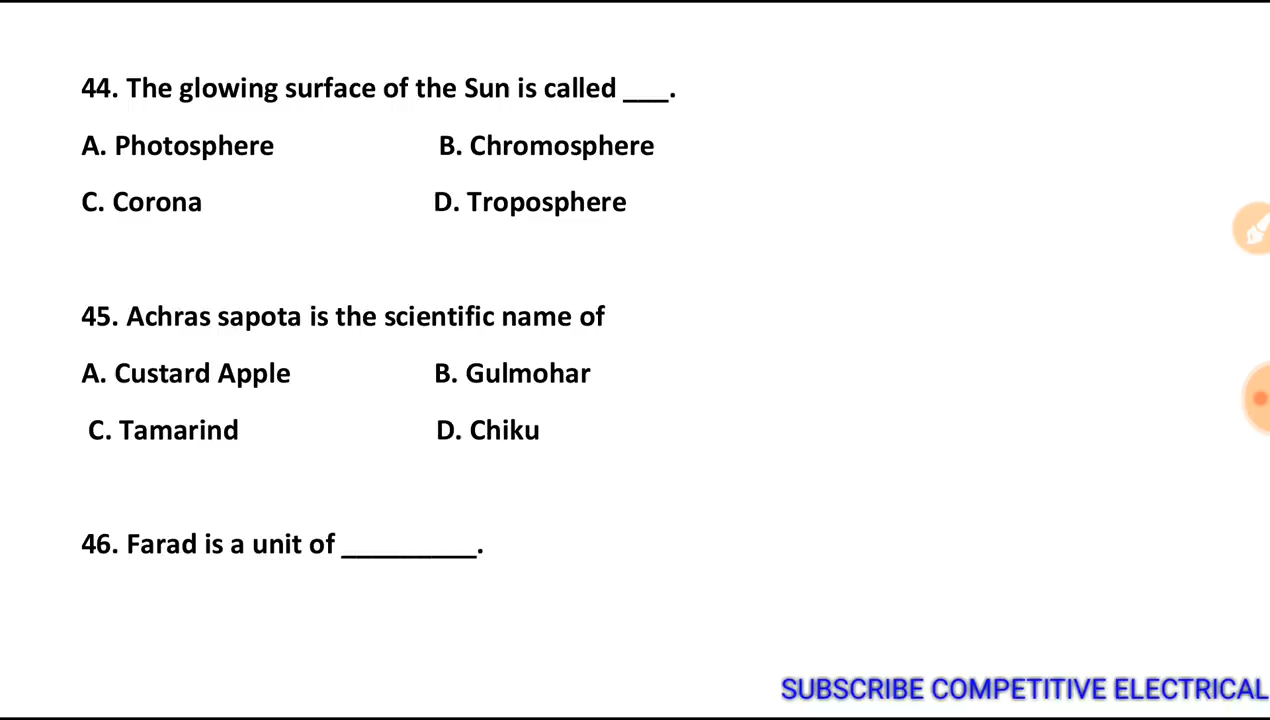 44. The glowing surface of the Sun is called ___.
A. Photosphere B. Chromosphere
C. Corona D. Troposphere
45. Achras sapota is the scientific name of
A. Custard Apple B. Gulmohar
C. Tamarind D. Chiku
46. Farad is a unit of _________.
SUBSCRIBE COMPETITIVE ELECTRICAL